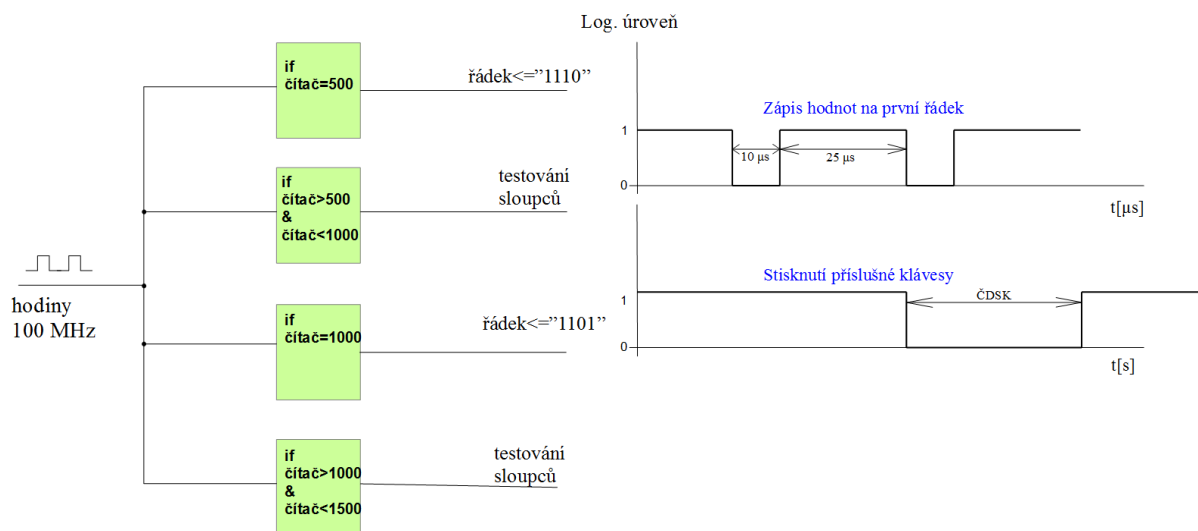 hodiny
100 MHz
if
čítač=500
řádek<=”1110”
if
čítač>500
&
čítač<1000
testování
sloupců
if
čítač=1000
řádek<=”1101”
if
čítač>1000
&
čítač<1500
testování
sloupců
Log. úroveň
Zápis hodnot na první řádek
1
10 μs
25 μs
0
t[μs]
Stisknutí příslušné klávesy
ČDSK
1
0
t[s]